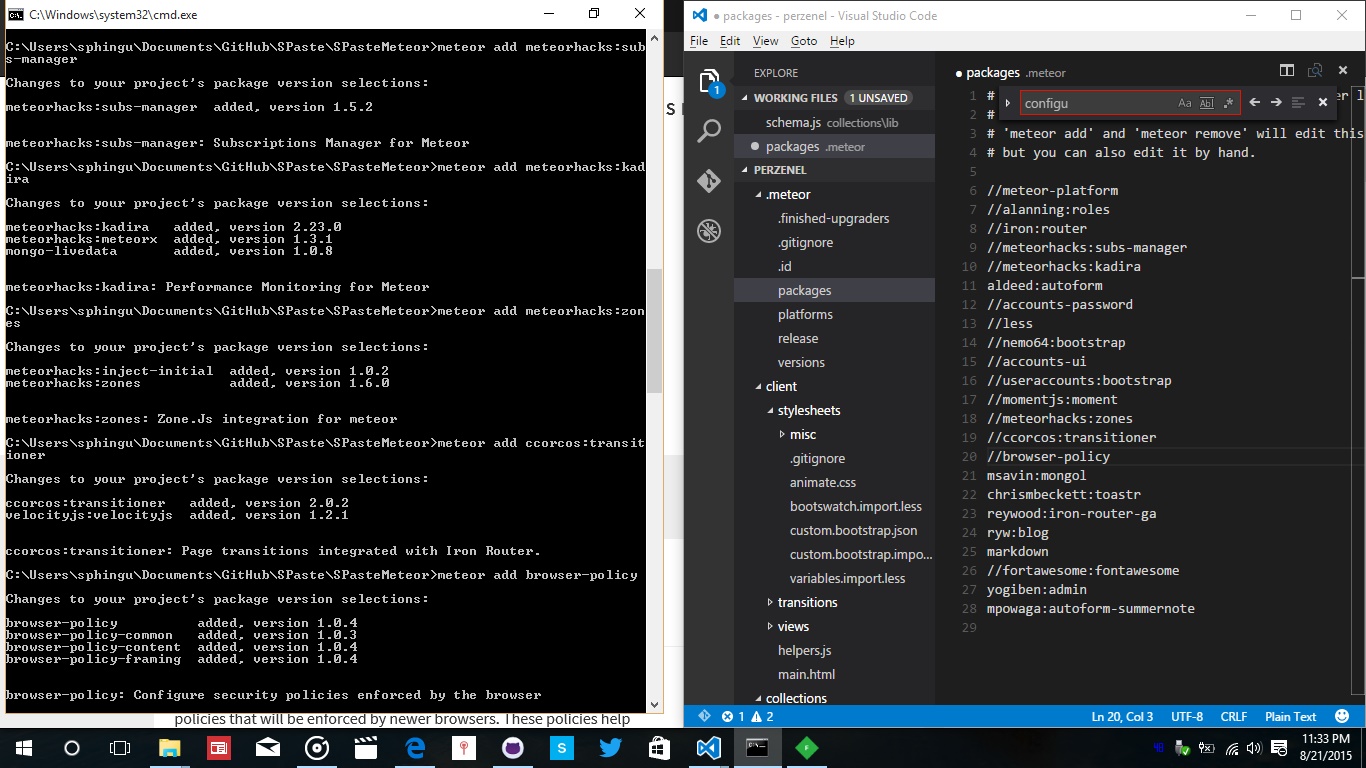 C:\Windows\system32\cmd.exe
C:\Users\sphingu\Documents\GitHub\SPaste\SPasteMeteor>meteor add meteorhacks:sub
s-manager
Changes to your project's package version selections:
meteorhacks:subs-manager  added, version 1.5.2
meteorhacks:subs-manager: Subscriptions Manager for Meteor
C:\Users\sphingu\Documents\GitHub\SPaste\SPasteMeteor>meteor add meteorhacks:kad
ira
Changes to your project's package version selections:
meteorhacks:kadira   added, version 2.23.0
meteorhacks:meteorx  added, version 1.3.1
mongo-livedata       added, version 1.0.8
meteorhacks:kadira: Performance Monitoring for Meteor
C:\Users\sphingu\Documents\GitHub\SPaste\SPasteMeteor>meteor add meteorhacks:zon
es
Changes to your project's package version selections:
meteorhacks:inject-initial  added, version 1.0.2
meteorhacks:zones           added, version 1.6.0
meteorhacks:zones: Zone.Js integration for meteor
C:\Users\sphingu\Documents\GitHub\SPaste\SPasteMeteor>meteor add ccorcos:transit
ioner
Changes to your project's package version selections:
ccorcos:transitioner   added, version 2.0.2
velocityjs:velocityjs  added, version 1.2.1
ccorcos:transitioner: Page transitions integrated with Iron Router.
C:\Users\sphingu\Documents\GitHub\SPaste\SPasteMeteor>meteor add browser-policy
Changes to your project's package version selections:
browser-policy          added, version 1.0.4
browser-policy-common   added, version 1.0.3
browser-policy-content  added, version 1.0.4
browser-policy-framing  added, version 1.0.4
browser-policy: Configure security policies enforced by the browser
policies that will be enforced by newer browsers. These policies help
● packages - perzenel - Visual Studio Code
File Edit View Goto Help
1
EXPLORE
WORKING FILES 1 UNSAVED
schema.js collections\lib
packages .meteor
PERZENEL
.meteor
.finished-upgraders
.gitignore
.id
packages
platforms
release
versions
client
stylesheets
misc
.gitignore
animate.css
bootswatch.import.less
custom.bootstrap.json
custom.bootstrap.impo...
variables.import.less
transitions
views
helpers.js
main.html
collections
● packages .meteor
configu Aa Abl .*
1 #
2 #
3 # 'meteor add' and 'meteor remove' will edit this
4 # but you can also edit it by hand.
5
6 //meteor-platform
7 //alanning:roles
8 //iron:router
9 //meteorhacks:subs-manager
10 //meteorhacks:kadira
11 aldeed:autoform
12 //accounts-password
13 //less
14 //nemo64:bootstrap
15 //accounts-ui
16 //useraccounts:bootstrap
17 //momentjs:moment
18 //meteorhacks:zones
19 //ccorcos:transitioner
20 //browser-policy
21 msavin:mongol
22 chrismbeckett:toastr
23 reywood:iron-router-ga
24 ryw:blog
25 markdown
26 //fortawesome:fontawesome
27 yogiben:admin
28 mpowaga:autoform-summernote
29
1 2
Ln 20, Col 3 UTF-8 CRLF Plain Text
11:33 PM
8/21/2015